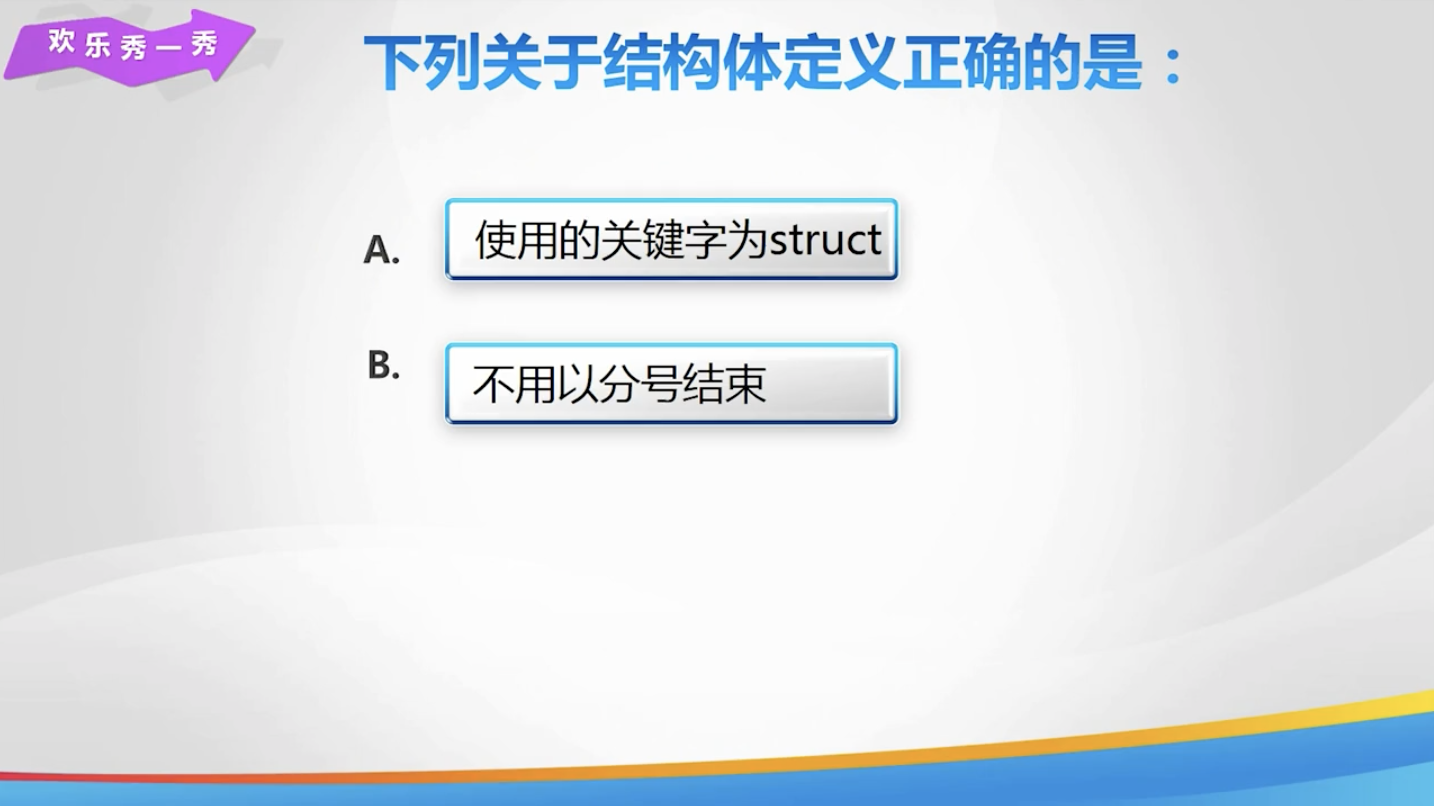 欢乐秀一秀
下列关于结构体定义正确的是：
A.
使用的关键字为struct
B.
不用以分号结束